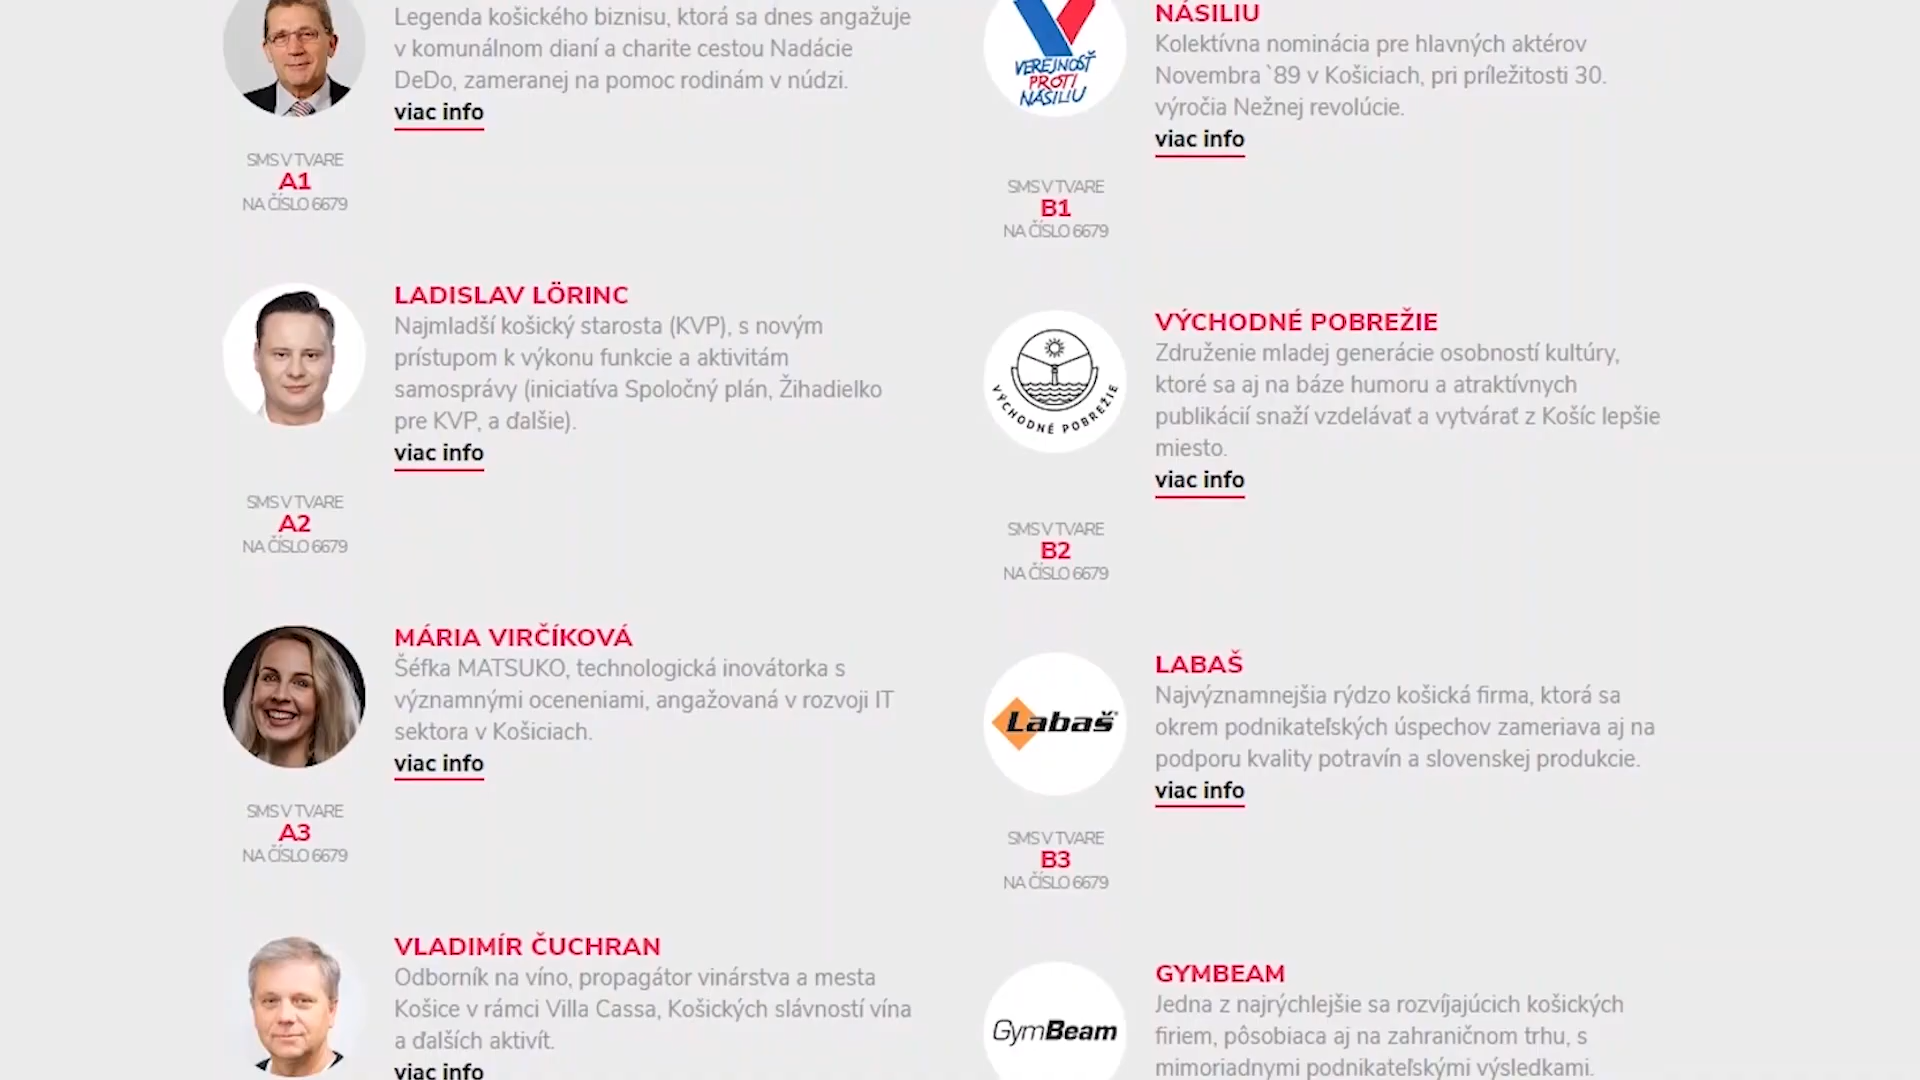 Legenda košického biznisu, ktorá sa dnes angažuje
v komunálnom dianí a charite cestou Nadácie
DeDo, zameranej na pomoc rodinám v núdzi.
viac info
SMS V TVARE
A1
NA ČÍSLO 6679
LADISLAV LÖRINC
Najmladší košický starosta (KVP), s novým
prístupom k výkonu funkcie a aktivitám
samosprávy (iniciatíva Spoločný plán, Žihadielko
pre KVP, a ďalšie).
viac info
SMS V TVARE
A2
NA ČÍSLO 6679
MÁRIA VIRČÍKOVÁ
Šéfka MATSUKO, technologická inovátorka s
významnými oceneniami, angažovaná v rozvoji IT
sektora v Košiciach.
viac info
SMS V TVARE
A3
NA ČÍSLO 6679
VLADIMÍR ČUCHRAN
Odborník na víno, propagátor vinárstva a mesta
Košice v rámci Villa Cassa, Košických slávností vína
a ďalších aktivít.
viac info
VEREJNOSŤ
PROTI
NÁSILIU
NÁSILIU
Kolektívna nominácia pre hlavných aktérov
Novembra `89 v Košiciach, pri príležitosti 30.
výročia Nežnej revolúcie.
viac info
SMS V TVARE
B1
NA ČÍSLO 6679
VÝCHODNÉ POBREŽIE
VÝCHODNÉ POBREŽIE
Združenie mladej generácie osobností kultúry,
ktoré sa aj na báze humoru a atraktívnych
publikácií snaží vzdelávať a vytvárať z Košíc lepšie
miesto.
viac info
SMS V TVARE
B2
NA ČÍSLO 6679
Labaš
LABAŠ
Najvýznamnejšia rýdzo košická firma, ktorá sa
okrem podnikateľských úspechov zameriava aj na
podporu kvality potravín a slovenskej produkcie.
viac info
SMS V TVARE
B3
NA ČÍSLO 6679
GymBeam
GYMBEAM
Jedna z najrýchlejšie sa rozvíjajúcich košických
firiem, pôsobiaca aj na zahraničnom trhu, s
mimoriadnymi podnikateľskými výsledkami.